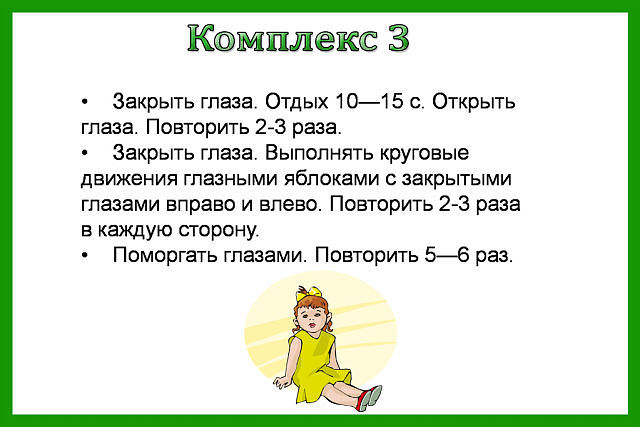 Комплекс 3
• Закрыть глаза. Отдых 10—15 с. Открыть
глаза. Повторить 2-3 раза.
• Закрыть глаза. Выполнять круговые
движения глазными яблоками с закрытыми
глазами вправо и влево. Повторить 2-3 раза
в каждую сторону.
• Поморгать глазами. Повторить 5—6 раз.